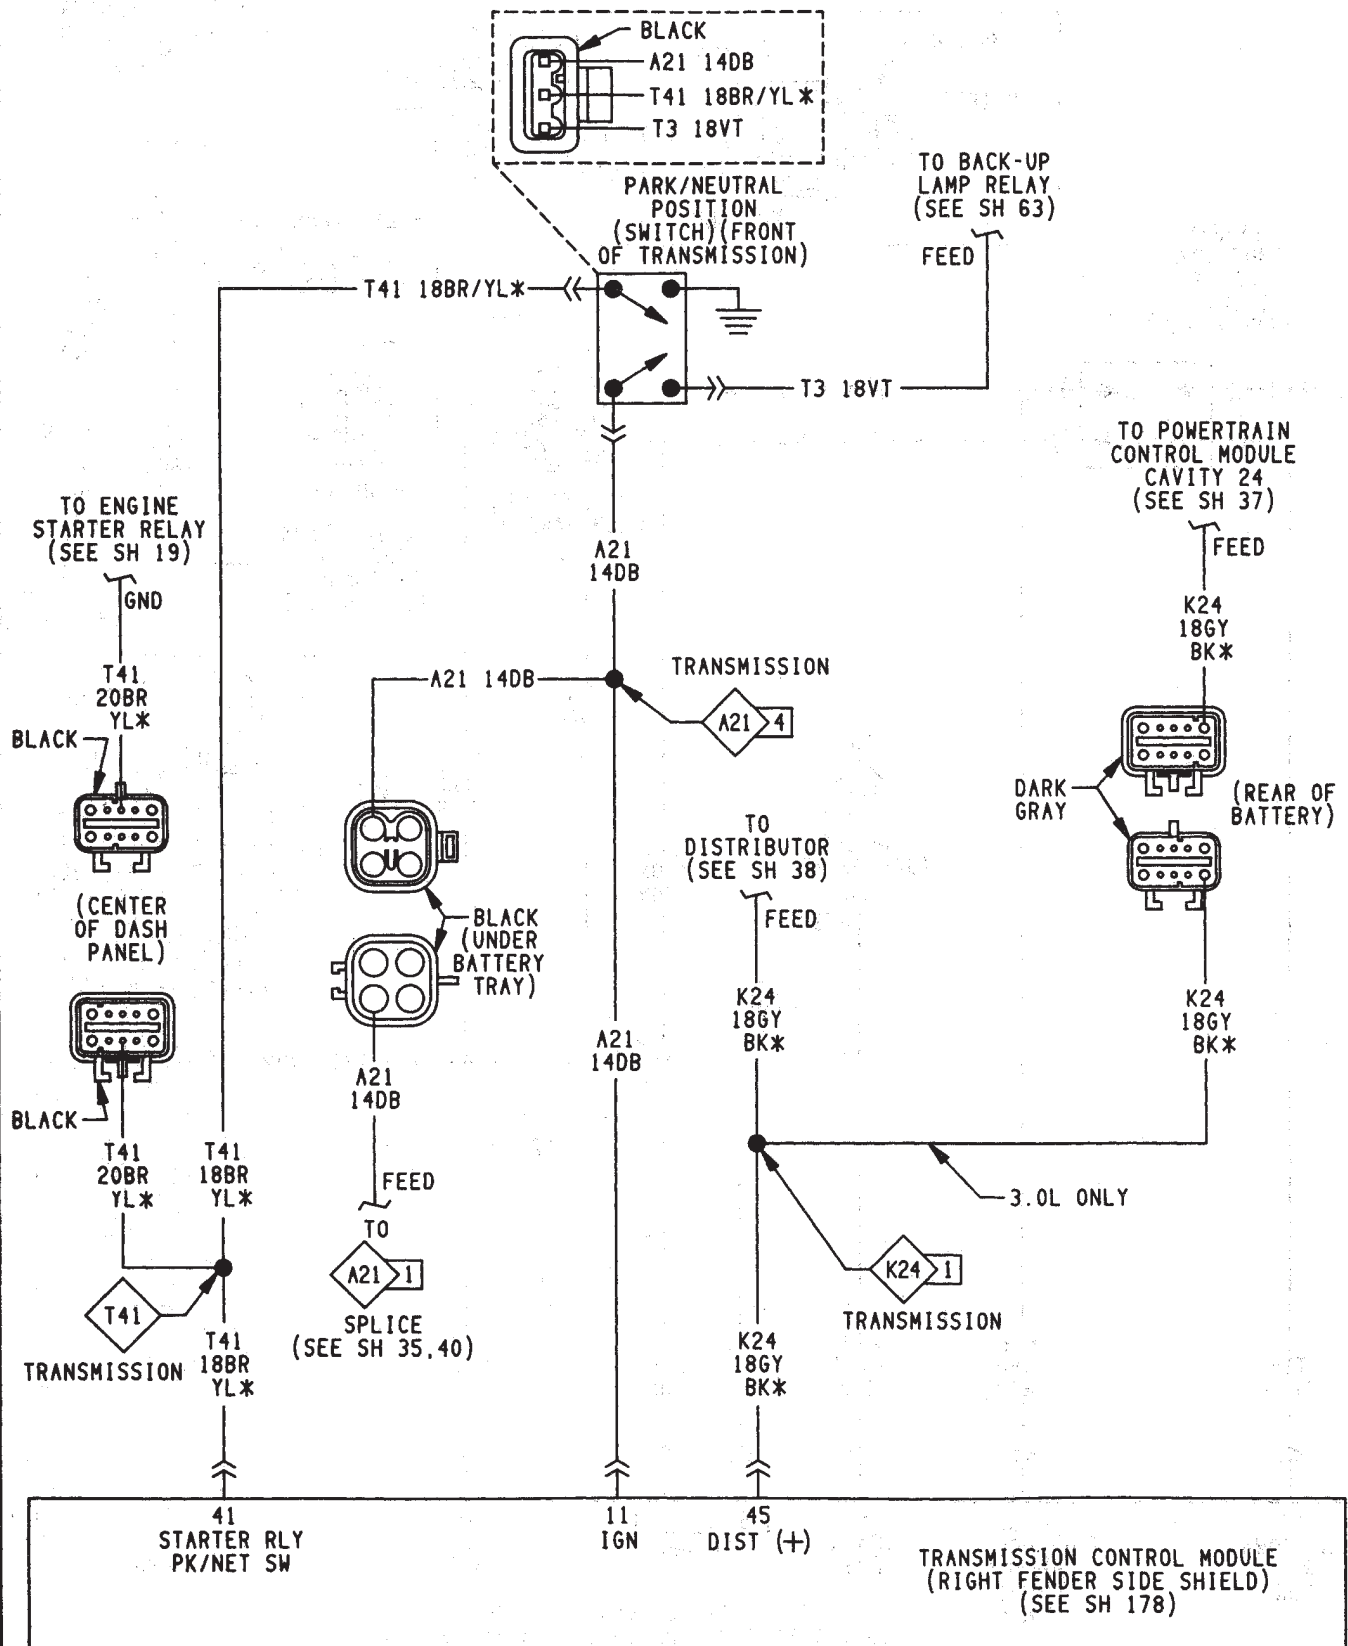 BLACK
A21 14DB
T41 18BR/YL*
T3 18VT
PARK/NEUTRAL
POSITION
(SWITCH)(FRONT
OF TRANSMISSION)
TO BACK-UP
LAMP RELAY
(SEE SH 63)
FEED
T41 18BR/YL*
T3 18VT
TO POWERTRAIN
CONTROL MODULE
CAVITY 24
(SEE SH 37)
FEED
TO ENGINE
STARTER RELAY
(SEE SH 19)
GND
A21
14DB
K24
18GY
BK*
T41
20BR
YL*
BLACK
A21 14DB
TRANSMISSION
A21 4
DARK
GRAY
(REAR OF
BATTERY)
TO
DISTRIBUTOR
(SEE SH 38)
FEED
(CENTER
OF DASH
PANEL)
BLACK
(UNDER
BATTERY
TRAY)
K24
18GY
BK*
K24
18GY
BK*
A21
14DB
A21
14DB
BLACK
T41
20BR
YL*
T41
18BR
YL*
FEED
TO
A21 1
SPLICE
(SEE SH 35,40)
3.0L ONLY
K24 1
TRANSMISSION
T41
TRANSMISSION
T41
18BR
YL*
K24
18GY
BK*
41
STARTER RLY
PK/NET SW
11
IGN
45
DIST (+)
TRANSMISSION CONTROL MODULE
(RIGHT FENDER SIDE SHIELD)
(SEE SH 178)